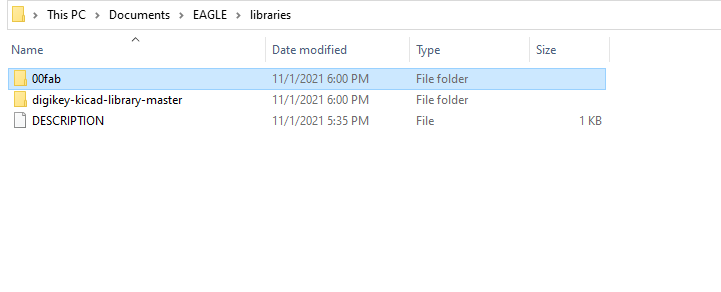 This PC > Documents > EAGLE > libraries
Name Date modified Type Size
00fab 11/1/2021 6:00 PM File folder
digikey-kicad-library-master 11/1/2021 6:00 PM File folder
DESCRIPTION 11/1/2021 5:35 PM File 1 KB